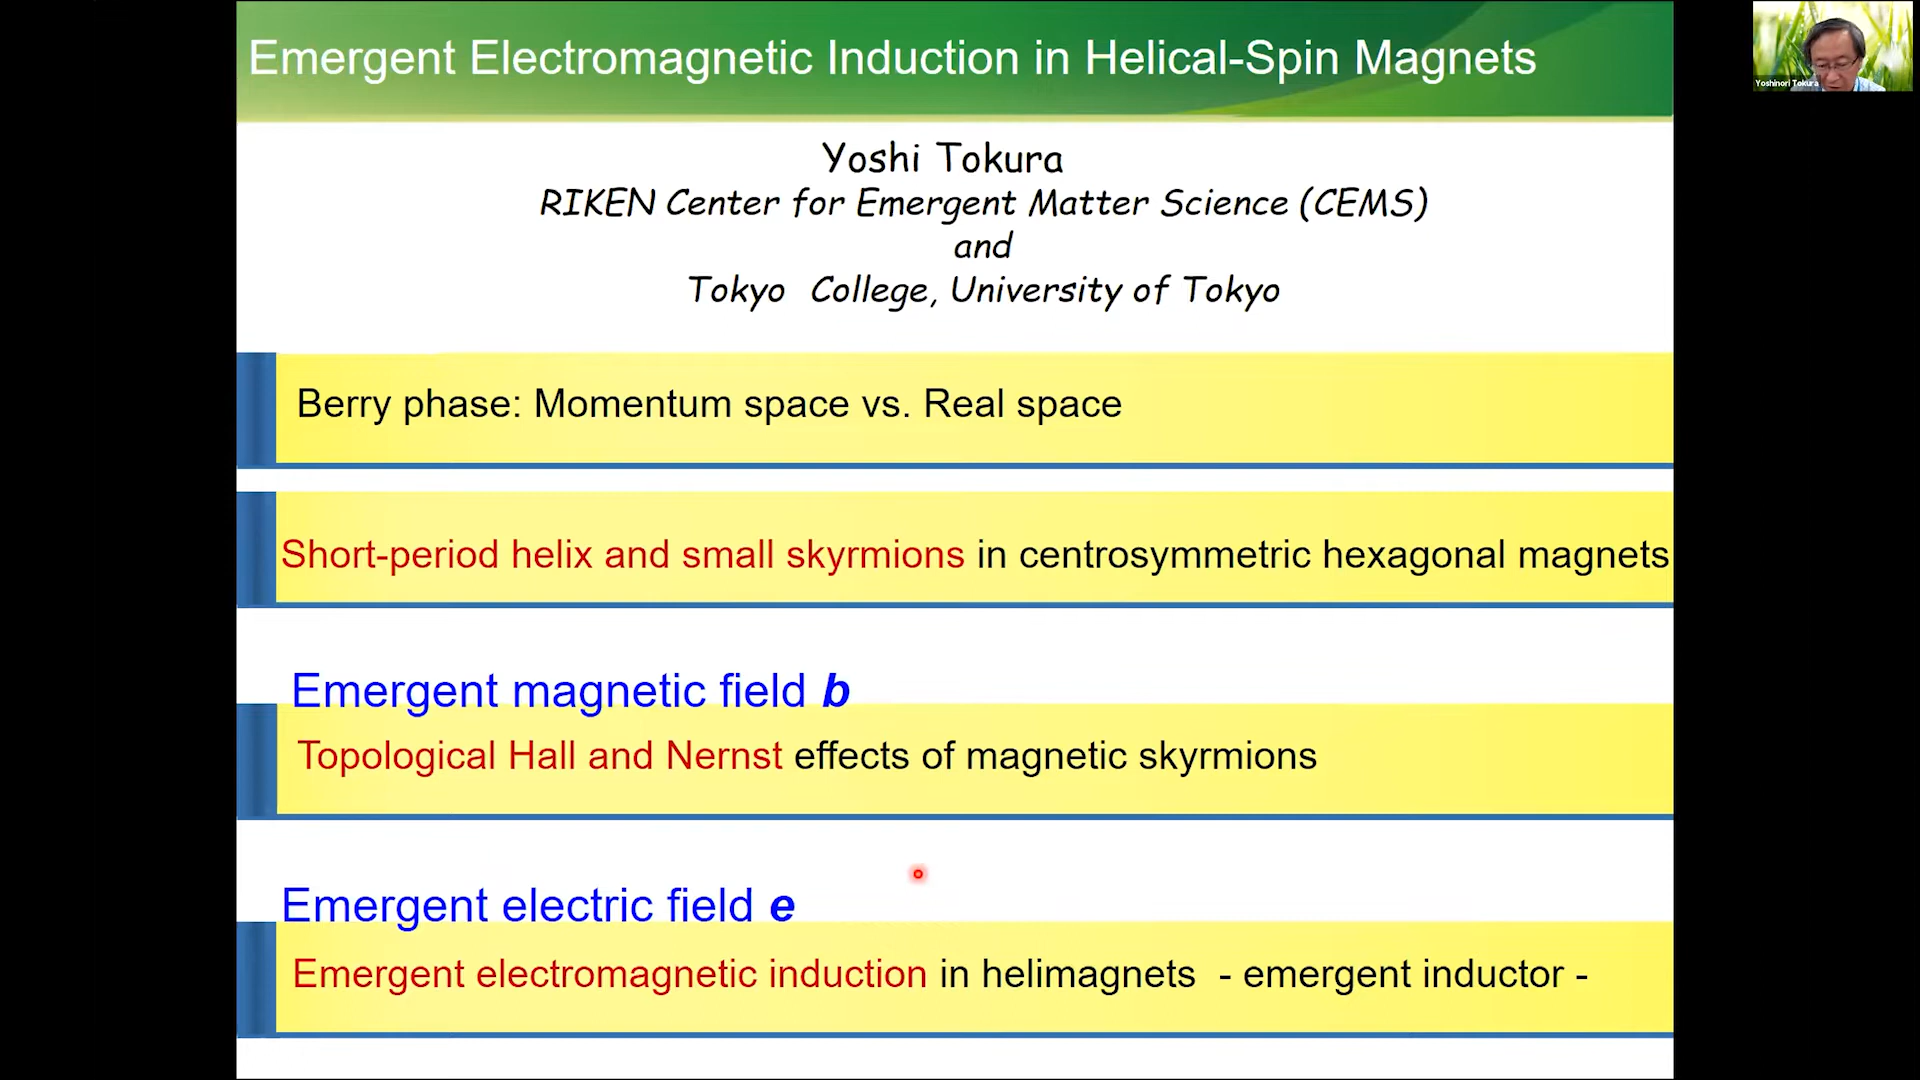 Emergent Electromagnetic Induction in Helical-Spin Magnets
Yoshinori Tokura
Yoshi Tokura
RIKEN Center for Emergent Matter Science (CEMS)
and
Tokyo College, University of Tokyo
Berry phase: Momentum space vs. Real space
Short-period helix and small skyrmions in centrosymmetric hexagonal magnets
Emergent magnetic field b
Topological Hall and Nernst effects of magnetic skyrmions
Emergent electric field e
Emergent electromagnetic induction in helimagnets - emergent inductor -